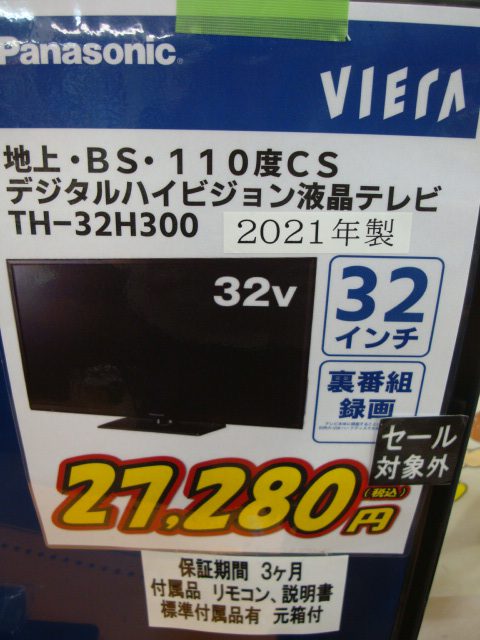 Panasonic
VIERA
地上・BS・110度CS
デジタルハイビジョン液晶テレビ
TH-32H300 2021年製
32v
32
インチ
裏番組
録画
セール
対象外
27,280円(税込)
保証期間 3ヶ月
付属品 リモコン、説明書
標準付属品有 元箱付